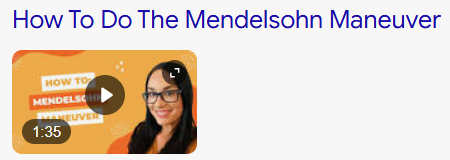 How To Do The Mendelsohn Maneuver
HOW TO:
MENDELSOHN
MANEUVER
1:35